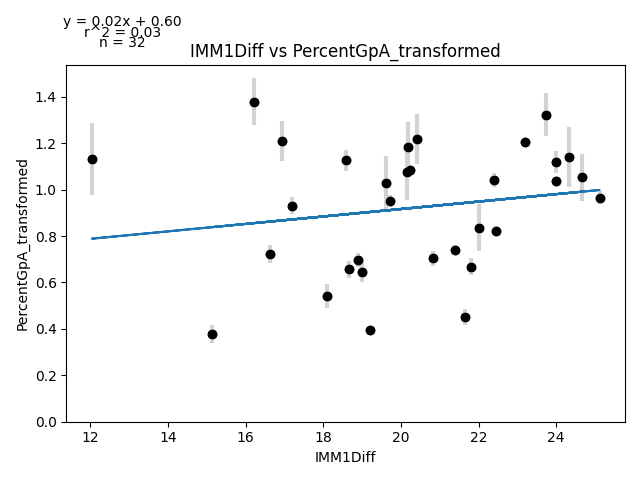 y = 0.02x + 0.60
r^2 = 0.03
n = 32
IMM1Diff vs PercentGpA_transformed
PercentGpA_transformed
1.4
1.2
1.0
0.8
0.6
0.4
0.2
0.0
12 14 16 18 20 22 24
IMM1Diff